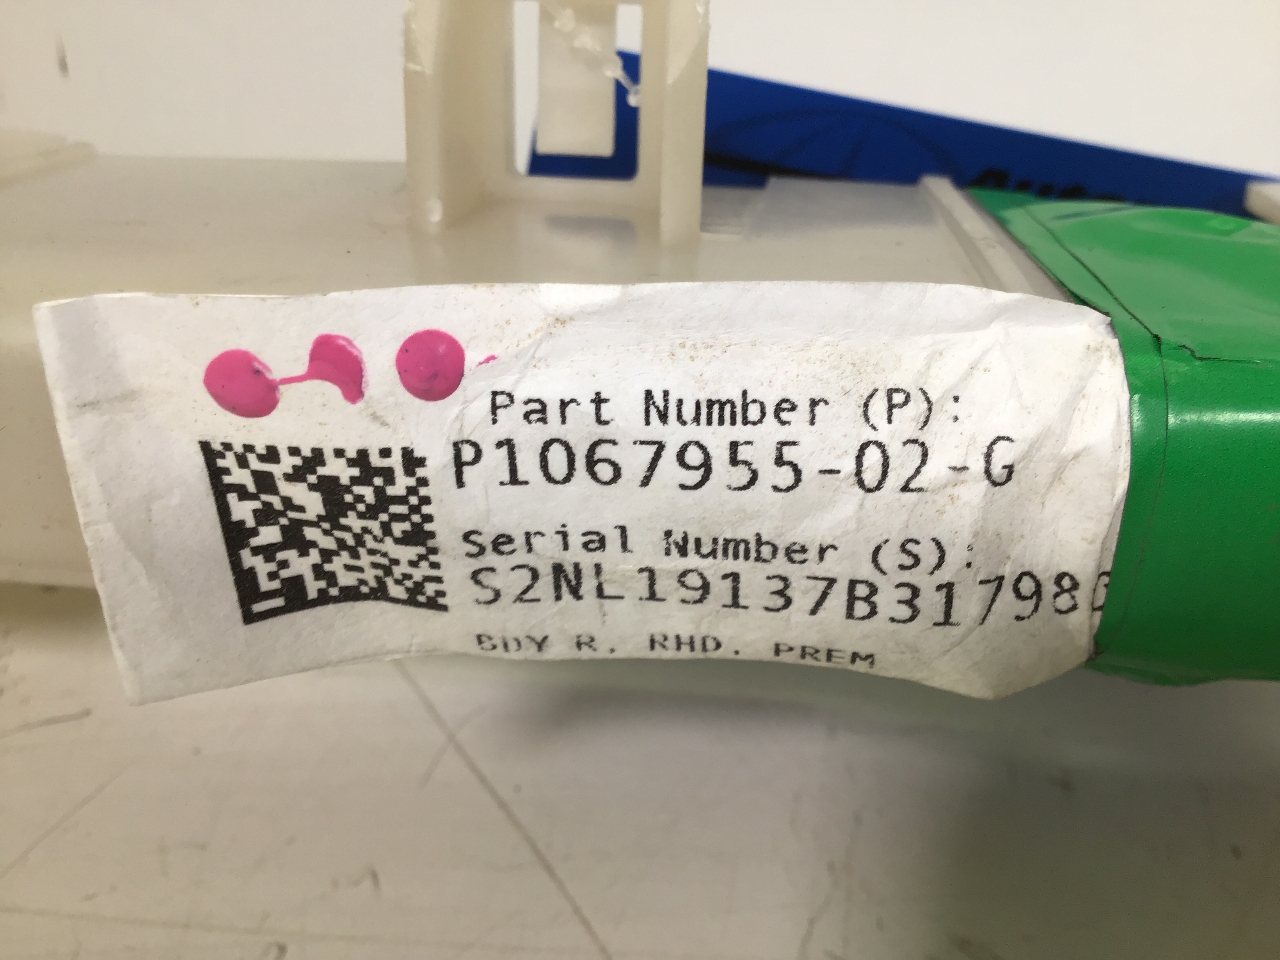 Part Number (P):
P1067955-02-G
Serial Number (S):
S2NL19137B31798
BDY R, RHD, PREM